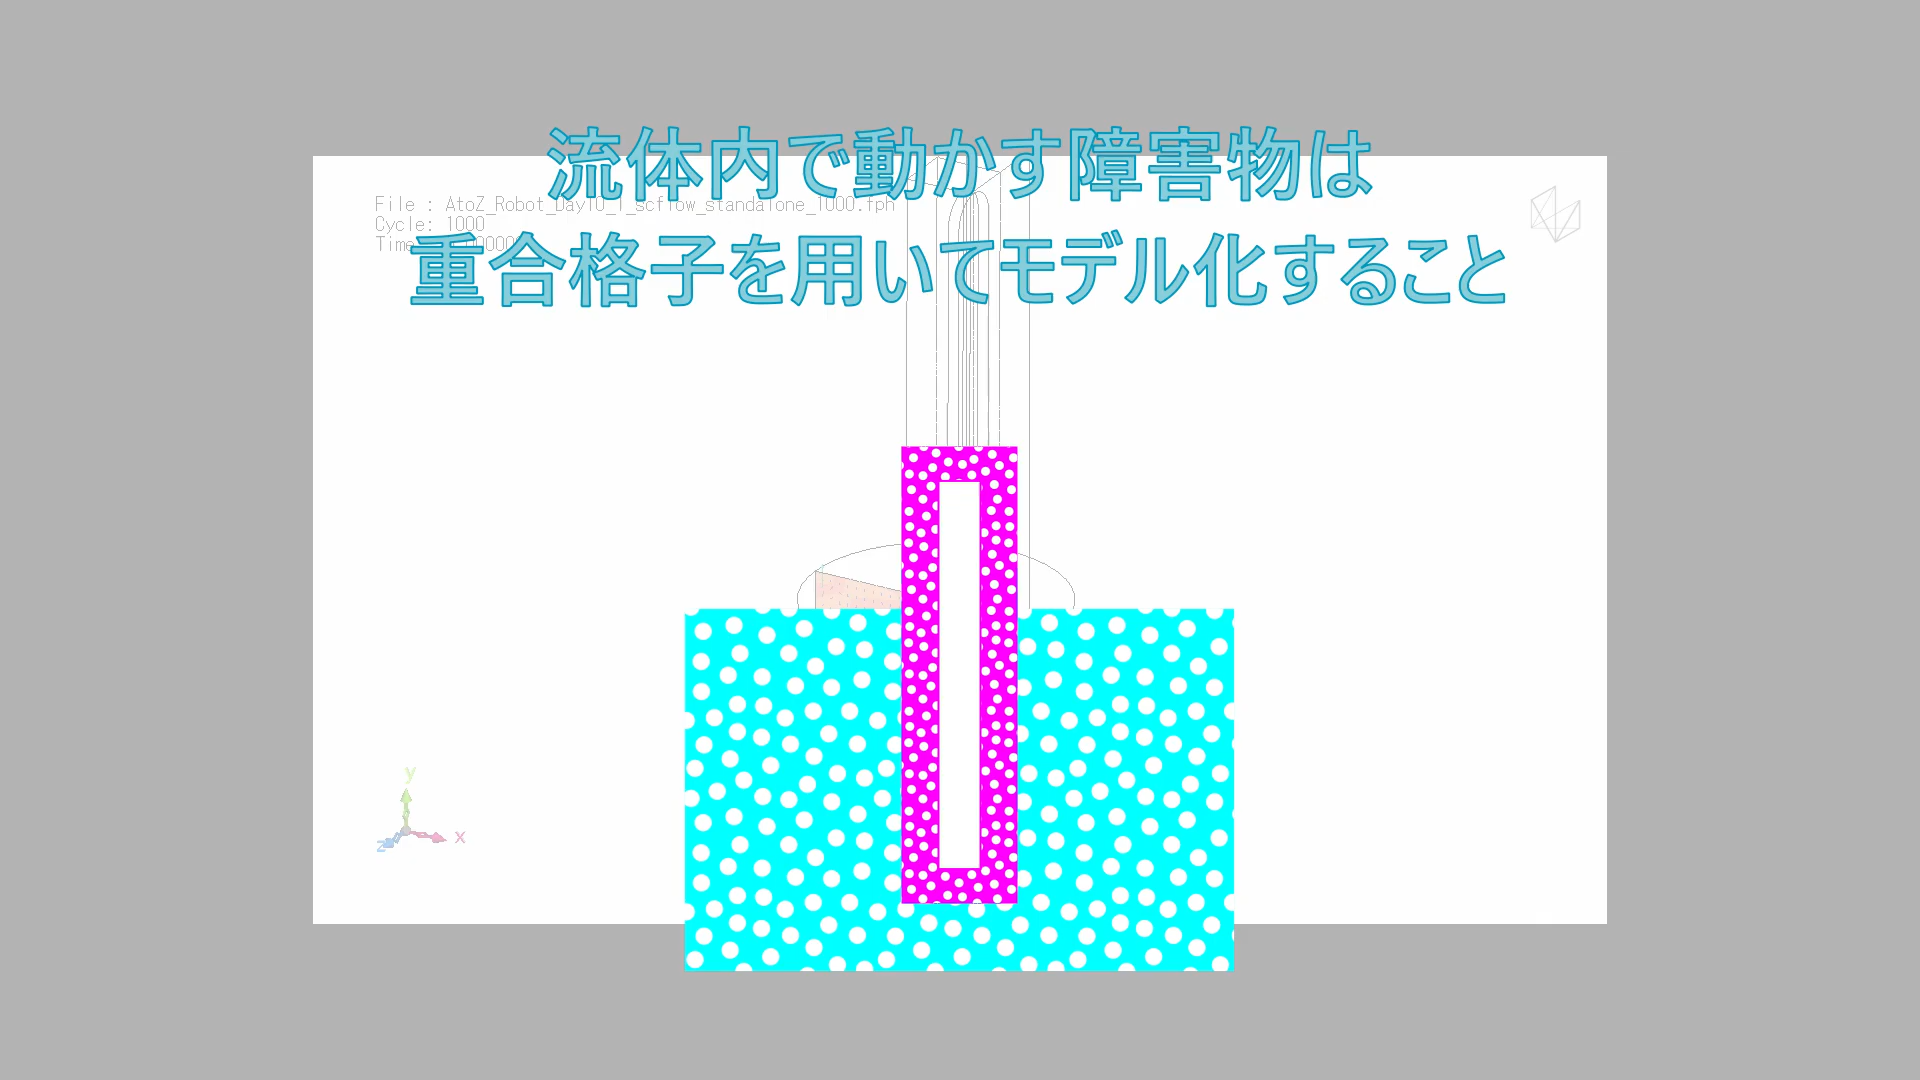 流体内で動かす障害物は
File : AtoZ_Robot_Day10_1_scflow_standalone_1000.fph
Cycle: 1000
Time
重合格子を用いてモデル化すること
y
x
z